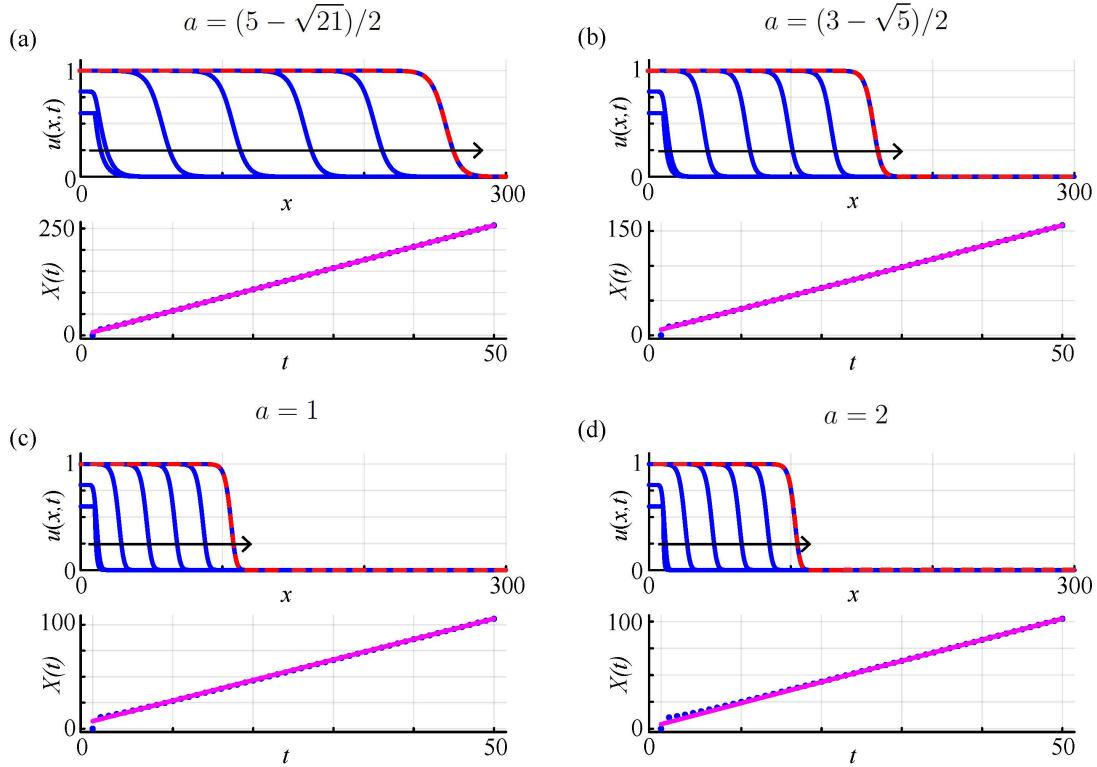 a = (5 − √21)/2
a = (3 − √5)/2
(a)
(b)
1
u(x,t)
0
0
x
300
1
u(x,t)
0
0
x
300
250
X(t)
0
0
t
50
150
X(t)
0
0
t
50
a = 1
a = 2
(c)
(d)
1
u(x,t)
0
0
x
300
1
u(x,t)
0
0
x
300
100
X(t)
0
0
t
50
100
X(t)
0
0
t
50